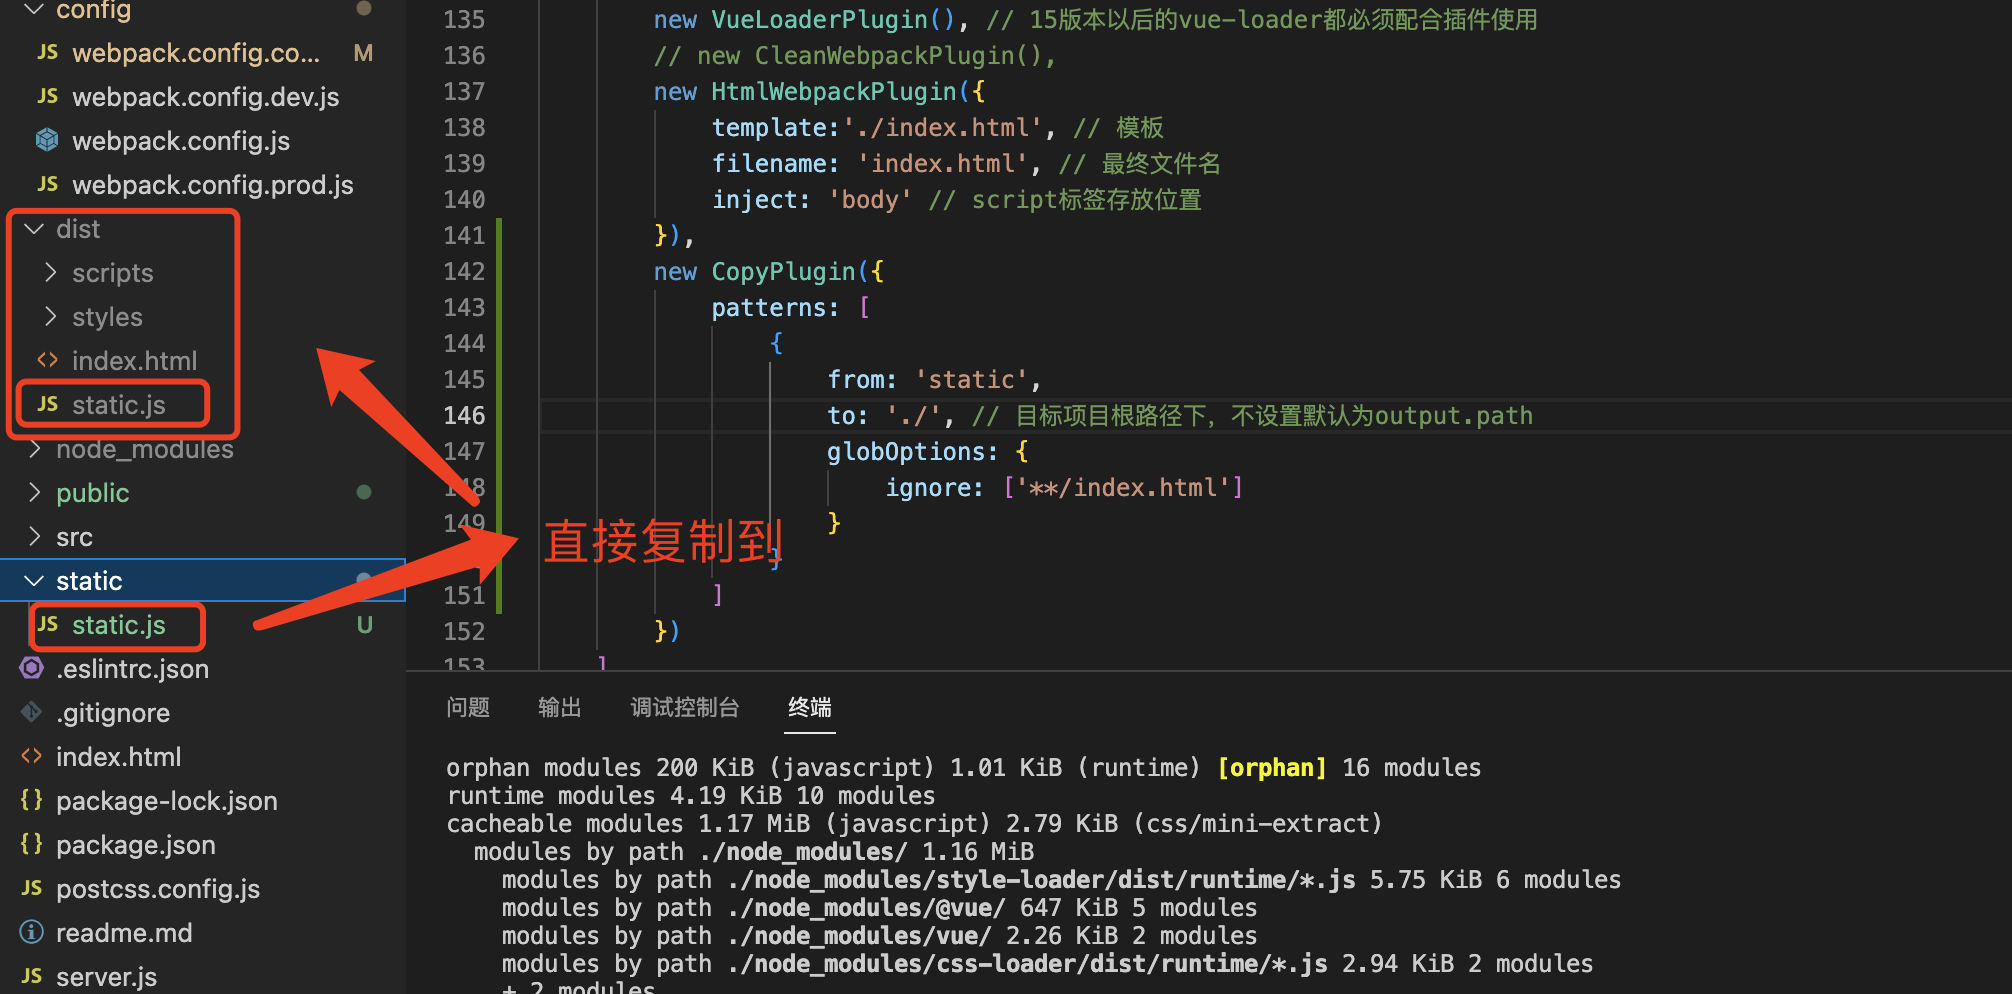 config
JS webpack.config.co... M
JS webpack.config.dev.js
webpack.config.js
JS webpack.config.prod.js
dist
scripts
styles
<> index.html
JS static.js
node_modules
public
src
static
JS static.js U
.eslintrc.json
.gitignore
<> index.html
{} package-lock.json
{} package.json
JS postcss.config.js
readme.md
JS server.js
135 new VueLoaderPlugin(), // 15版本以后的vue-loader都必须配合插件使用
136 // new CleanWebpackPlugin(),
137 new HtmlWebpackPlugin({
138 template:'./index.html', // 模板
139 filename: 'index.html', // 最终文件名
140 inject: 'body' // script标签存放位置
141 }),
142 new CopyPlugin({
143 patterns: [
144 {
145 from: 'static',
146 to: './', // 目标项目根路径下，不设置默认为output.path
147 globOptions: {
148 ignore: ['**/index.html']
149 }
直接复制到
}
151 ]
152 })
153 ]
问题 输出 调试控制台 终端
orphan modules 200 KiB (javascript) 1.01 KiB (runtime) [orphan] 16 modules
runtime modules 4.19 KiB 10 modules
cacheable modules 1.17 MiB (javascript) 2.79 KiB (css/mini-extract)
modules by path ./node_modules/ 1.16 MiB
modules by path ./node_modules/style-loader/dist/runtime/*.js 5.75 KiB 6 modules
modules by path ./node_modules/@vue/ 647 KiB 5 modules
modules by path ./node_modules/vue/ 2.26 KiB 2 modules
modules by path ./node_modules/css-loader/dist/runtime/*.js 2.94 KiB 2 modules
+ 2 modules